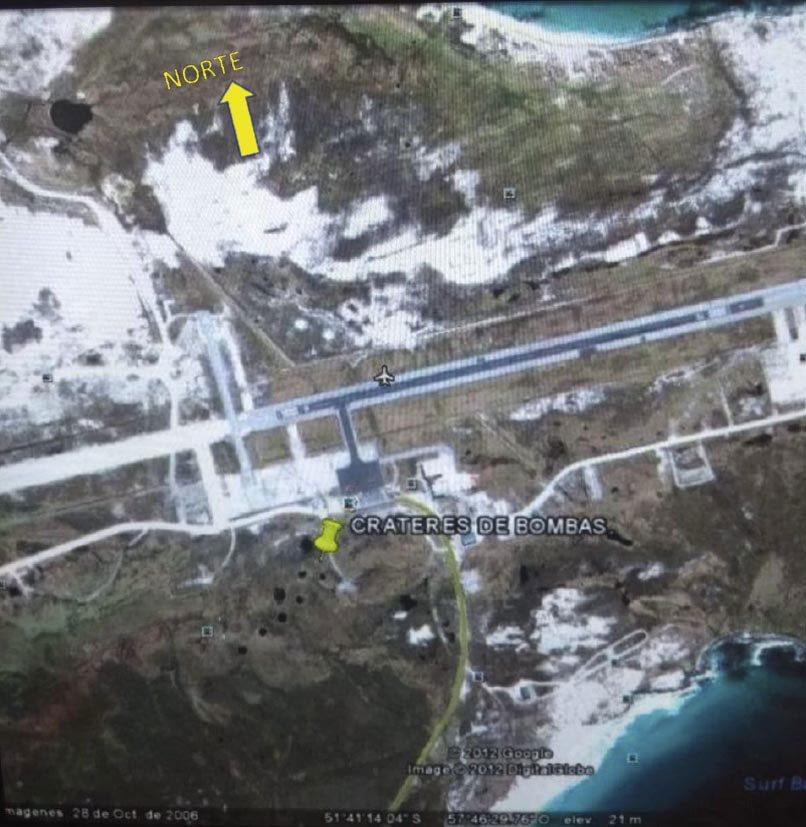 NORTE
CRATERES DE BOMBAS
© 2012 Google
Image © 2012 DigitalGlobe
Surf B
mágenes 28 de Oct. de 2006 51°41'14.04" S 57°46'29.76" O elev. 21 m